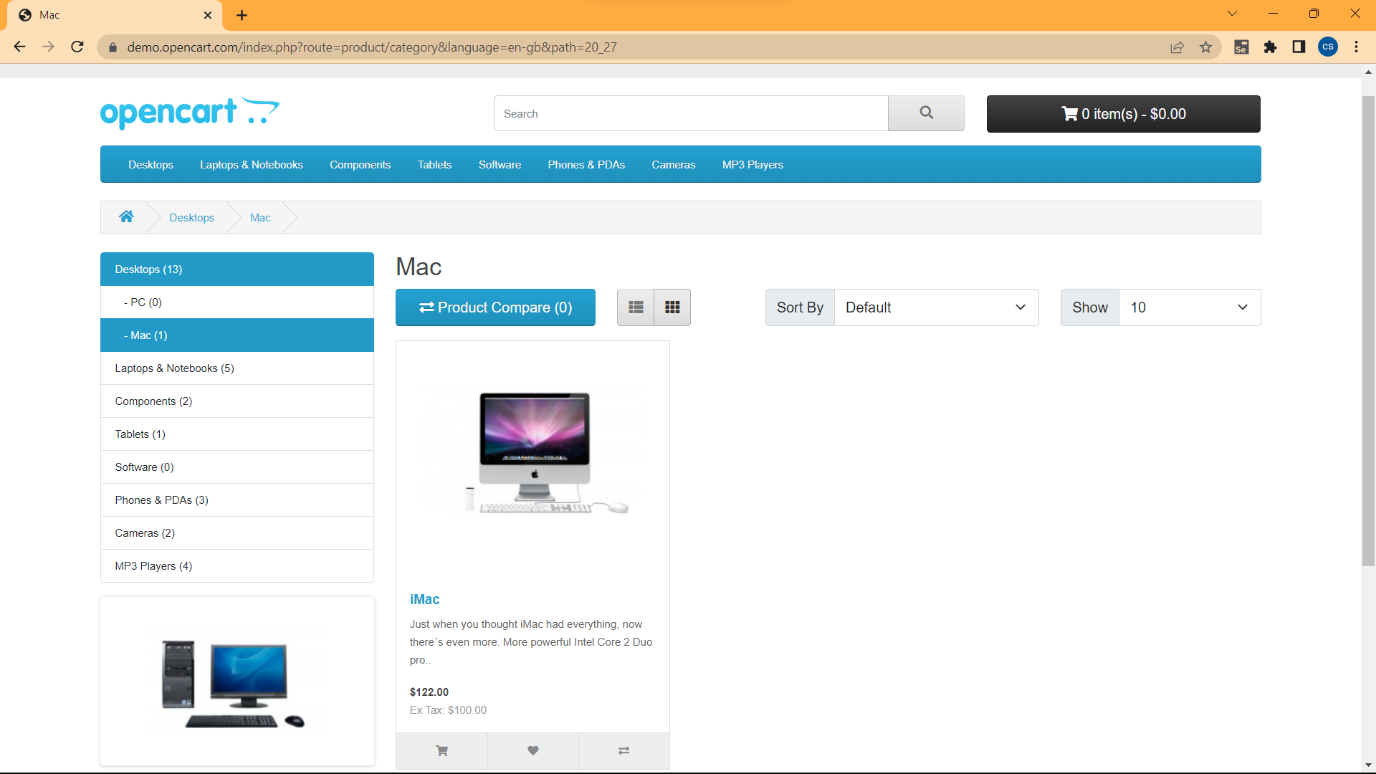 Mac
demo.opencart.com/index.php?route=product/category&language=en-gb&path=20_27
Se
CS
opencart
Search
0 item(s) - $0.00
Desktops Laptops & Notebooks Components Tablets Software Phones & PDAs Cameras MP3 Players
Desktops Mac
Desktops (13)
- PC (0)
- Mac (1)
Laptops & Notebooks (5)
Components (2)
Tablets (1)
Software (0)
Phones & PDAs (3)
Cameras (2)
MP3 Players (4)
Mac
Product Compare (0)
Sort By Default
Show 10
iMac
Just when you thought iMac had everything, now
there´s even more. More powerful Intel Core 2 Duo
pro..
$122.00
Ex Tax: $100.00